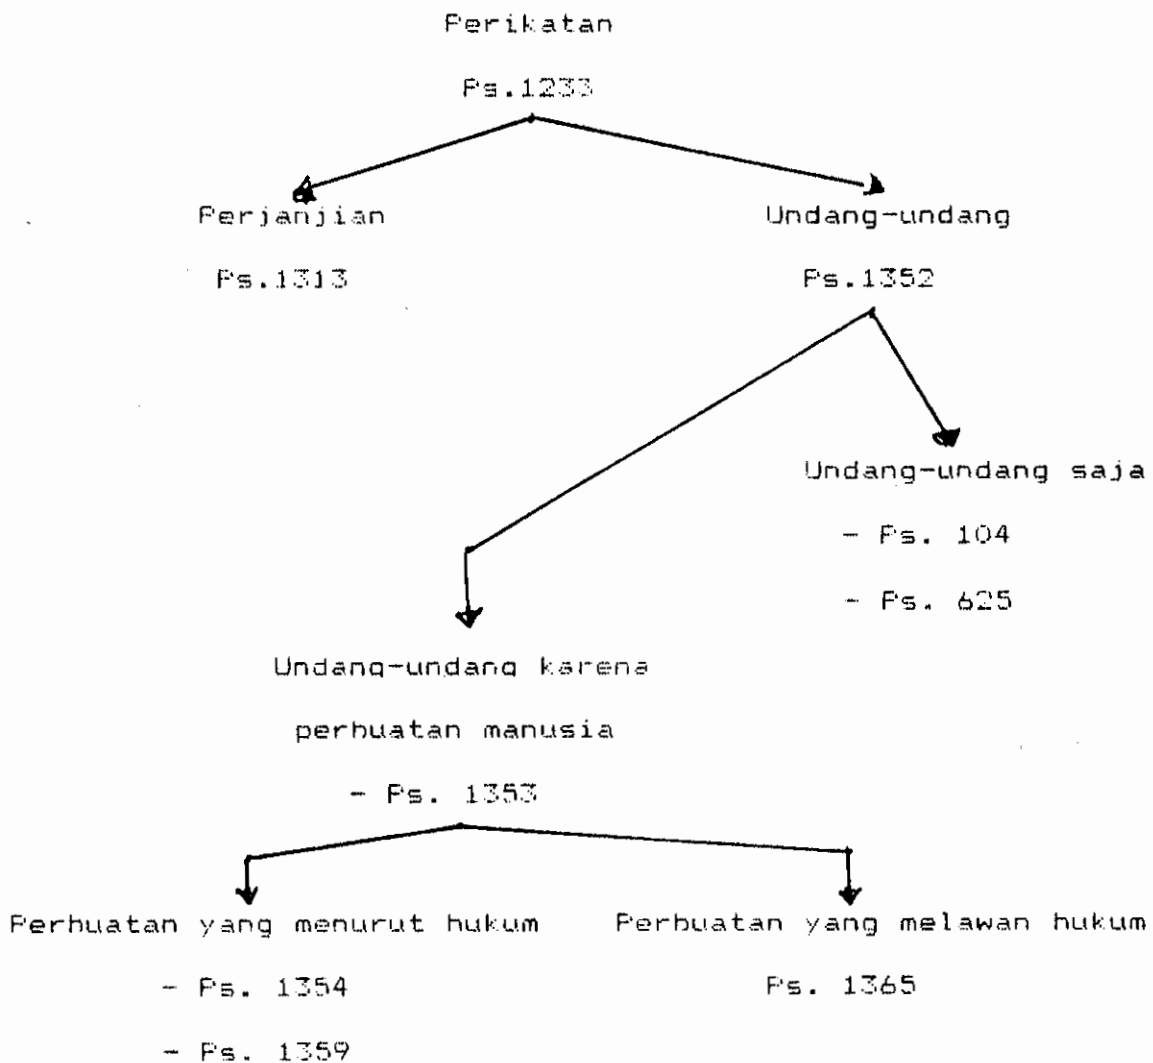 Perikatan
Ps.1233
Perjanjian
Ps.1313
Undang-undang
Ps.1352
Undang-undang saja
- Ps. 104
- Ps. 625
Undang-undang karena
perbuatan manusia
- Ps. 1353
Perbuatan yang menurut hukum
- Ps. 1354
- Ps. 1359
Perbuatan yang melawan hukum
Ps. 1365